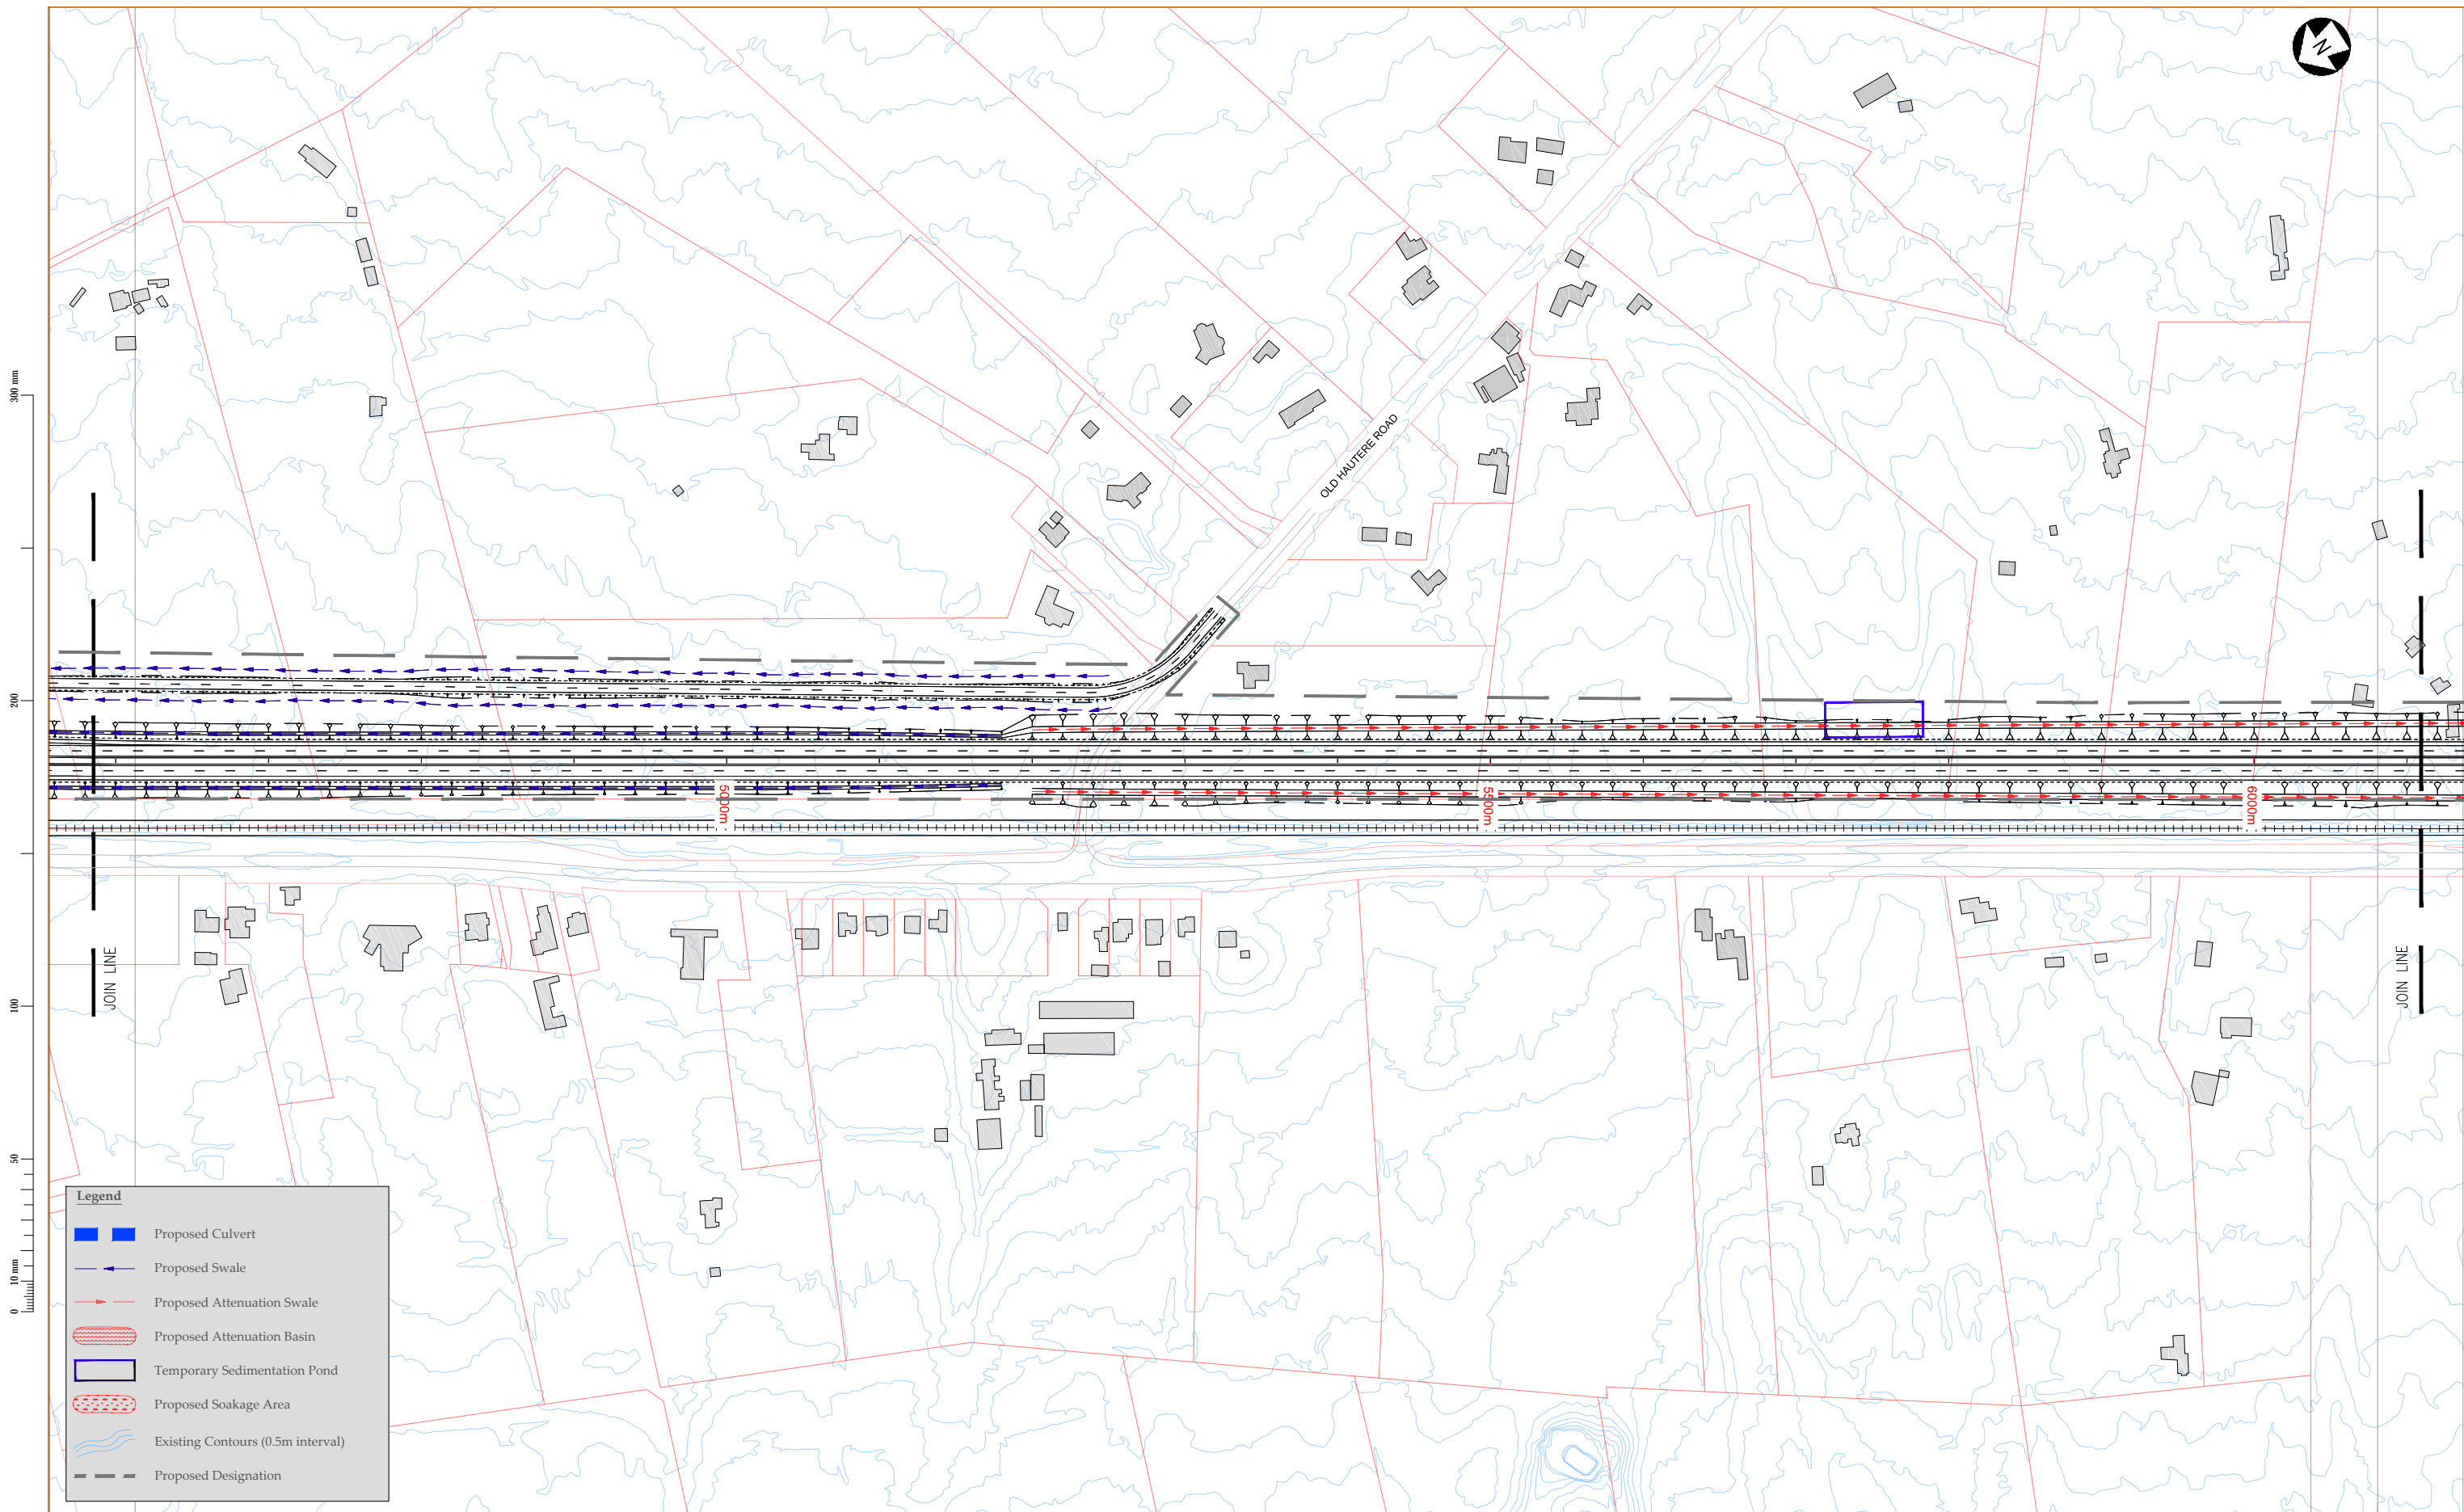 N
300 mm
OLD HAUTERE ROAD
200
5000m
5500m
6000m
JOIN LINE
JOIN LINE
100
50
10 mm
0
Legend
Proposed Culvert
Proposed Swale
Proposed Attenuation Swale
Proposed Attenuation Basin
Temporary Sedimentation Pond
Proposed Soakage Area
Existing Contours (0.5m interval)
Proposed Designation